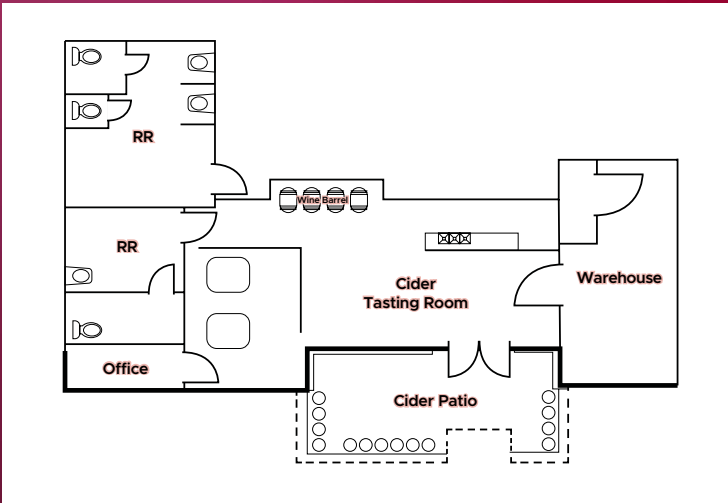 RR
Wine Barrel
RR
Cider
Tasting Room
Warehouse
Office
Cider Patio